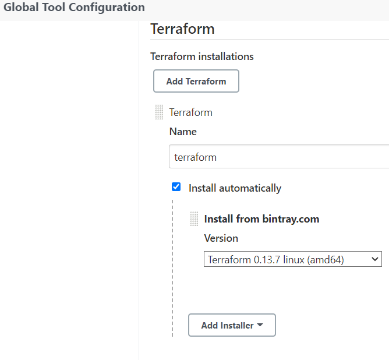 Global Tool Configuration
Terraform
Terraform installations
Add Terraform
Terraform
Name
terraform
Install automatically
Install from bintray.com
Version
Terraform 0.13.7 linux (amd64)
Add Installer